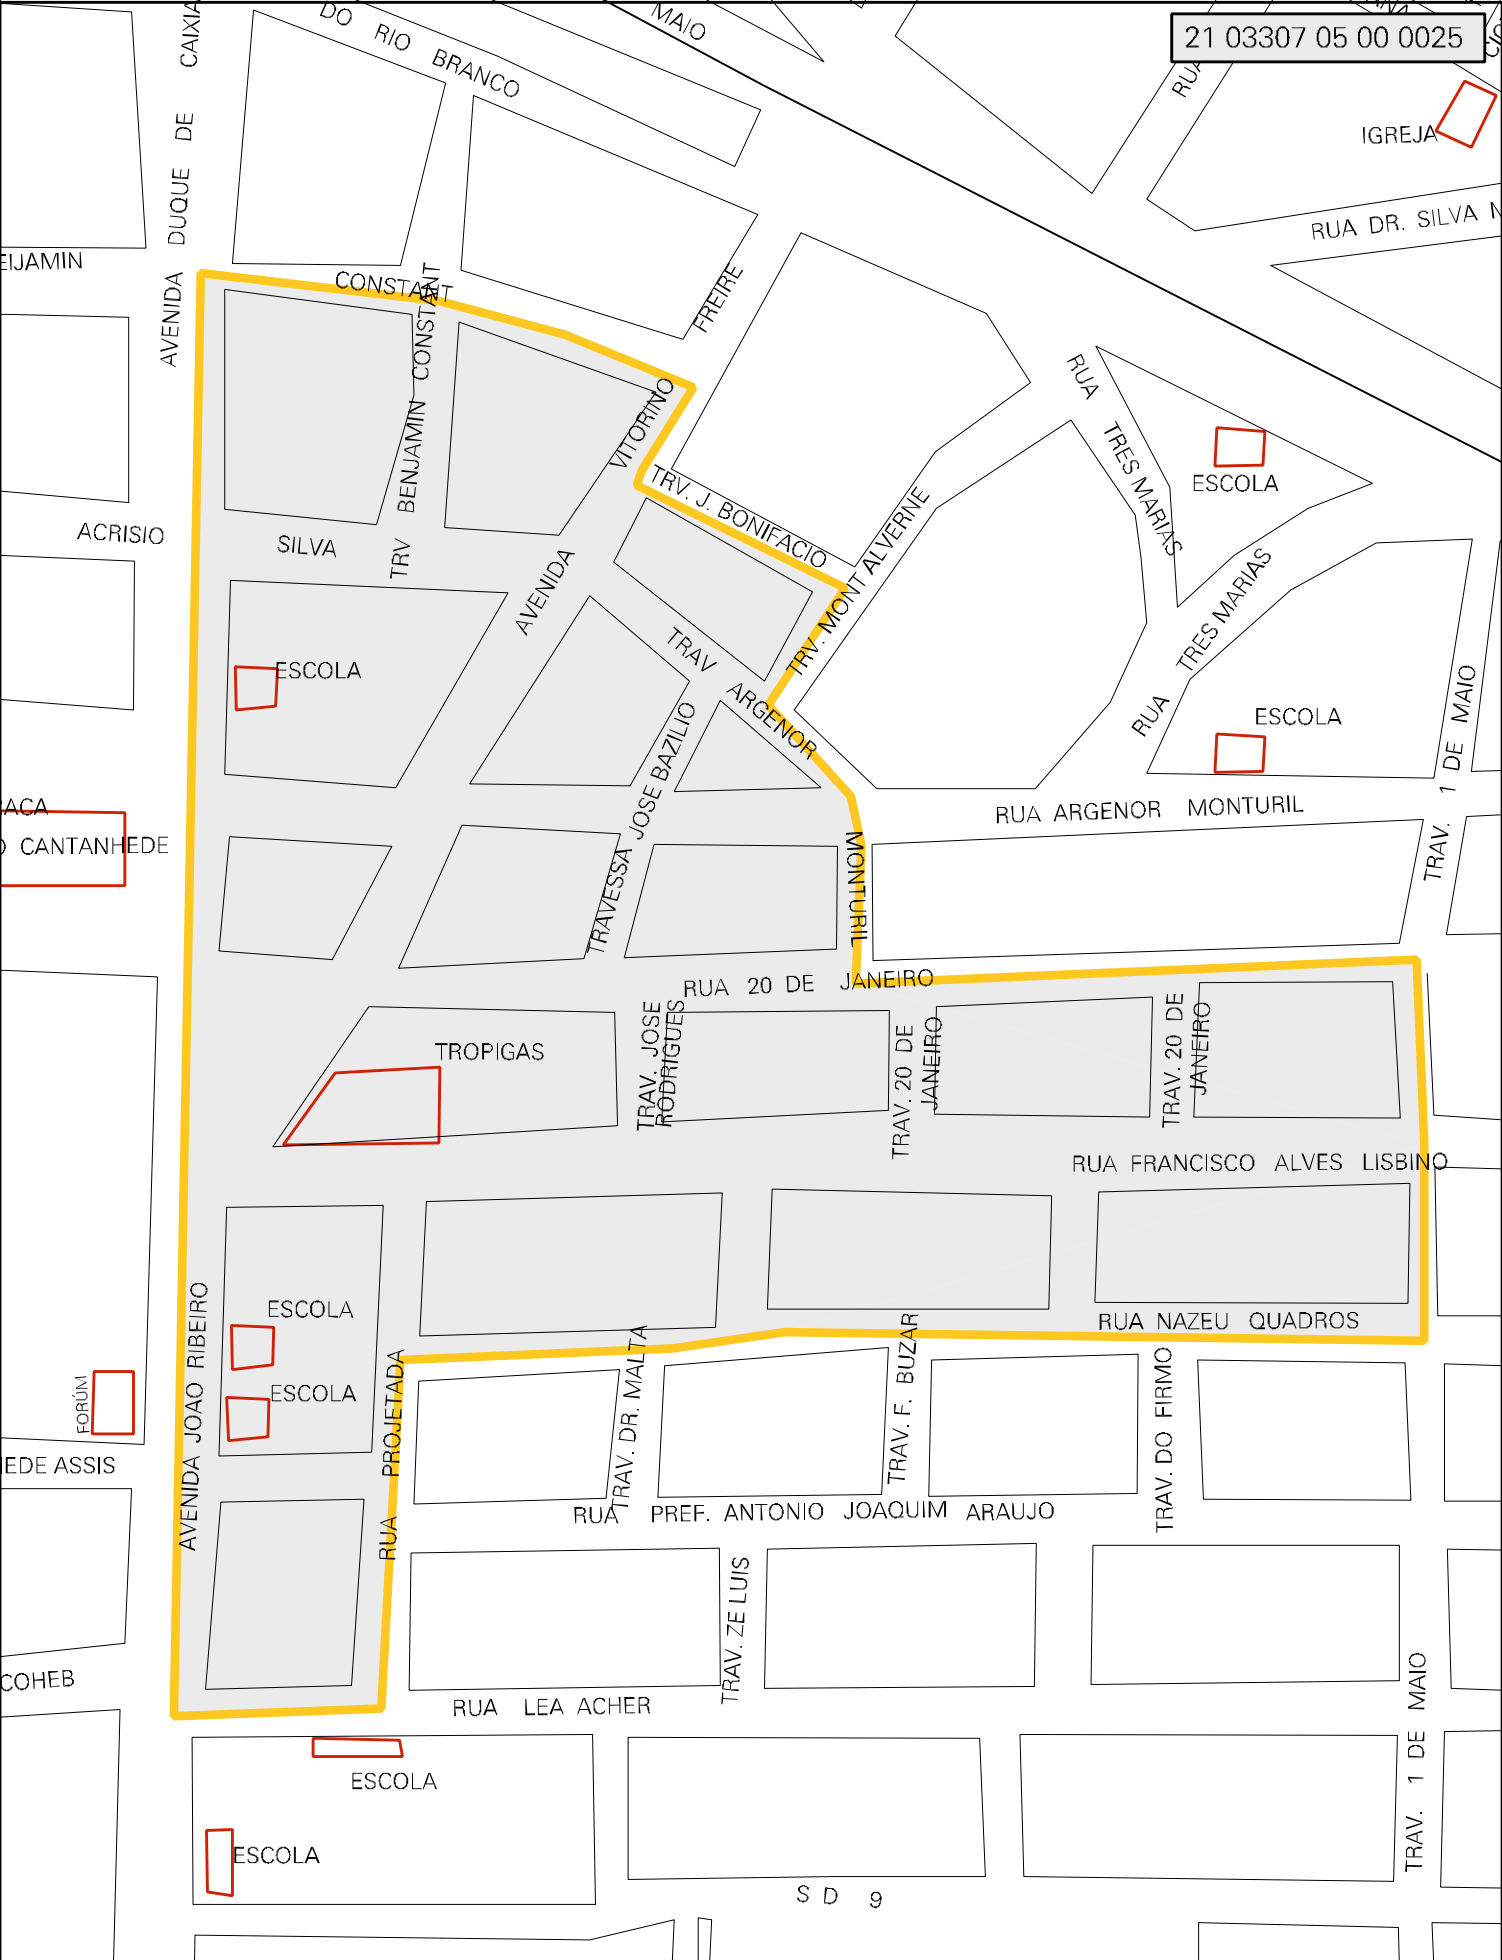 DO RIO BRANCO
MAIO
21 03307 05 00 0025
RUA
IGREJA
RUA DR. SILVA
AVENIDA DUQUE DE CAIXIA
EIJAMIN
CONSTANT
FREIRE
TRV BENJAMIN CONSTANT
VITORINO
AVENIDA
RUA TRES MARIAS
ESCOLA
ACRISIO
SILVA
TRV. J. BONIFACIO
TRV. MONT ALVERNE
RUA TRES MARIAS
ESCOLA
TRAV ARGENOR
MONTURIL
ESCOLA
TRAV. 1 DE MAIO
TRAVESSA JOSE BAZILIO
RUA ARGENOR MONTURIL
ACA
CANTANHEDE
RUA 20 DE JANEIRO
TROPIGAS
TRAV. JOSE
RODRIGUES
TRAV. 20 DE
JANEIRO
TRAV. 20 DE
JANEIRO
RUA FRANCISCO ALVES LISBINO
ESCOLA
RUA NAZEU QUADROS
AVENIDA JOAO RIBEIRO
ESCOLA
FORÚM
RUA PROJETADA
TRAV. DR. MALTA
TRAV. F. BUZAR
TRAV. DO FIRMO
IEDE ASSIS
RUA PREF. ANTONIO JOAQUIM ARAUJO
TRAV. ZE LUIS
COHEB
RUA LEA ACHER
TRAV. 1 DE MAIO
ESCOLA
ESCOLA
S D 9